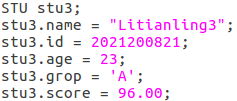 STU stu3;
stu3.name = "Litianling3";
stu3.id = 2021200821;
stu3.age = 23;
stu3.grop = 'A';
stu3.score = 96.00;